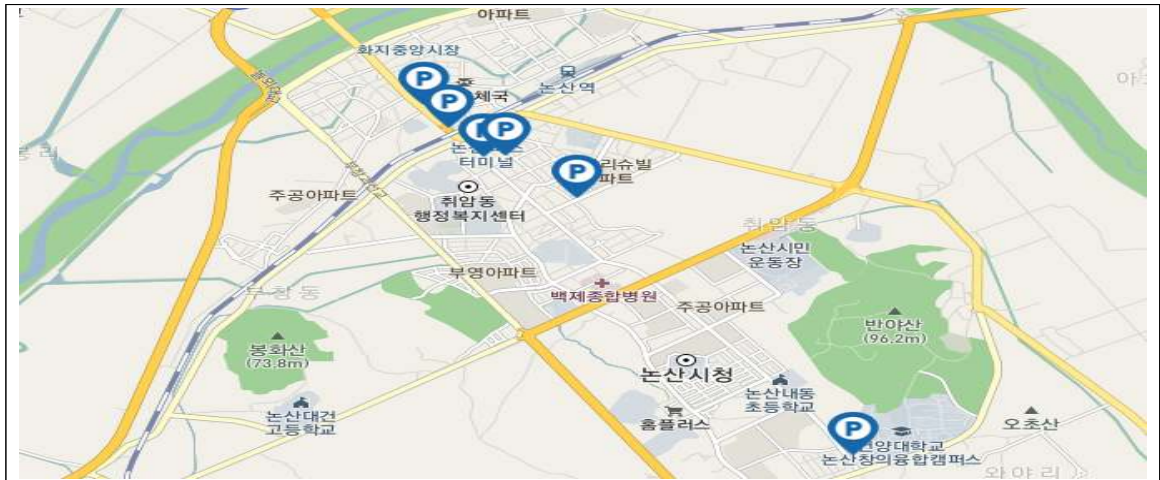 아파트
화지중앙시장
체국
논산역
터미널
리슈빌
파트
주공아파트
취암동
행정복지센터
취암동
논산시민
운동장
부영아파트
부창동
백제종합병원
주공아파트
봉화산
(73.8m)
반야산
(96.2m)
논산시청
논산내동
초등학교
논산대건
고등학교
홈플러스
오초산
건양대학교
논산창의융합캠퍼스
와야리
P
P
P
P
P